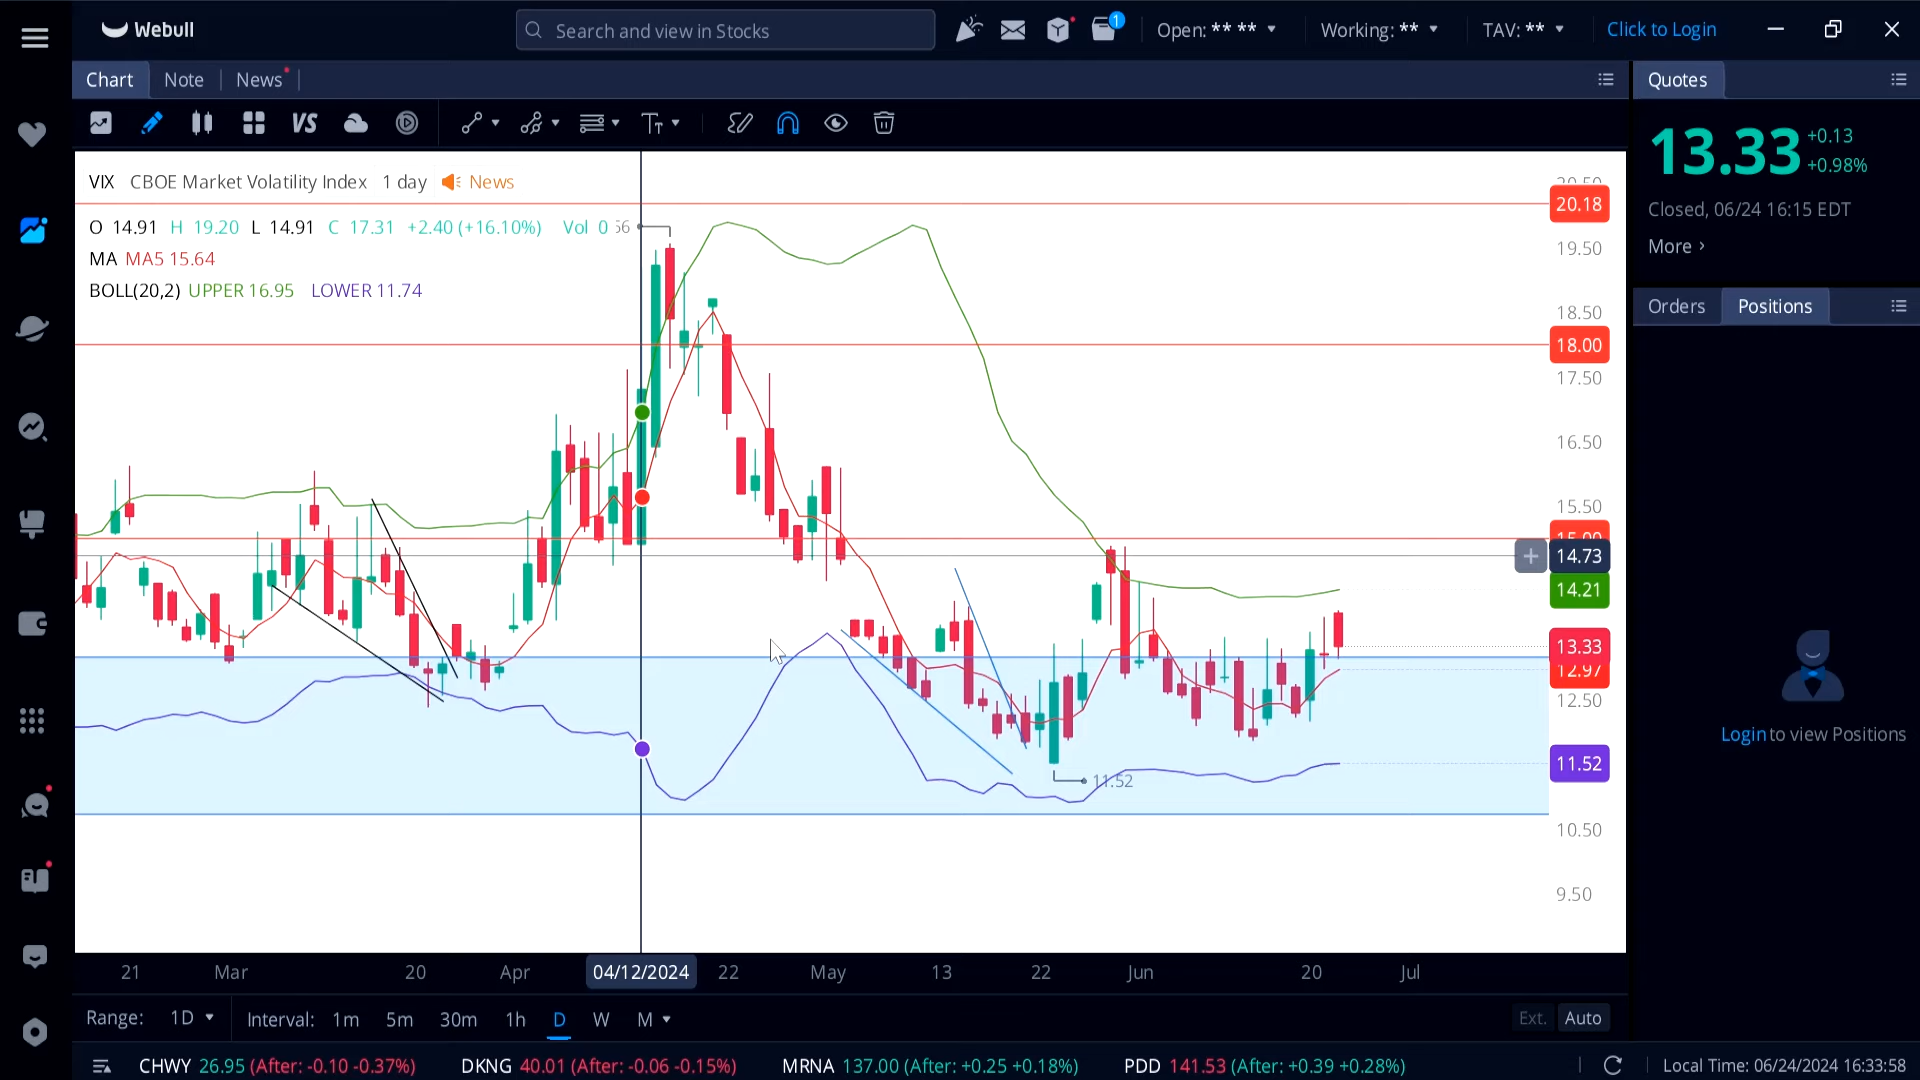 Webull
Search and view in Stocks
1
Open: ** **
Working: **
TAV: **
Click to Login
Chart
Note
News
Quotes
VS
13.33
+0.13
+0.98%
Closed, 06/24 16:15 EDT
More
Orders
Positions
Login to view Positions
VIX CBOE Market Volatility Index 1 day News
O 14.91 H 19.20 L 14.91 C 17.31 +2.40 (+16.10%) Vol 0
MA MA5 15.64
BOLL(20,2) UPPER 16.95 LOWER 11.74
20.18
19.50
18.50
18.00
17.50
16.50
15.50
15.00
14.73
14.21
13.33
12.97
12.50
11.52
11.52
10.50
9.50
21
Mar
20
Apr
04/12/2024
22
May
13
22
Jun
20
Jul
Range: 1D
Interval: 1m 5m 30m 1h D W M
Ext.
Auto
CHWY 26.95 (After: -0.10 -0.37%)
DKNG 40.01 (After: -0.06 -0.15%)
MRNA 137.00 (After: +0.25 +0.18%)
PDD 141.53 (After: +0.39 +0.28%)
Local Time: 06/24/2024 16:33:58